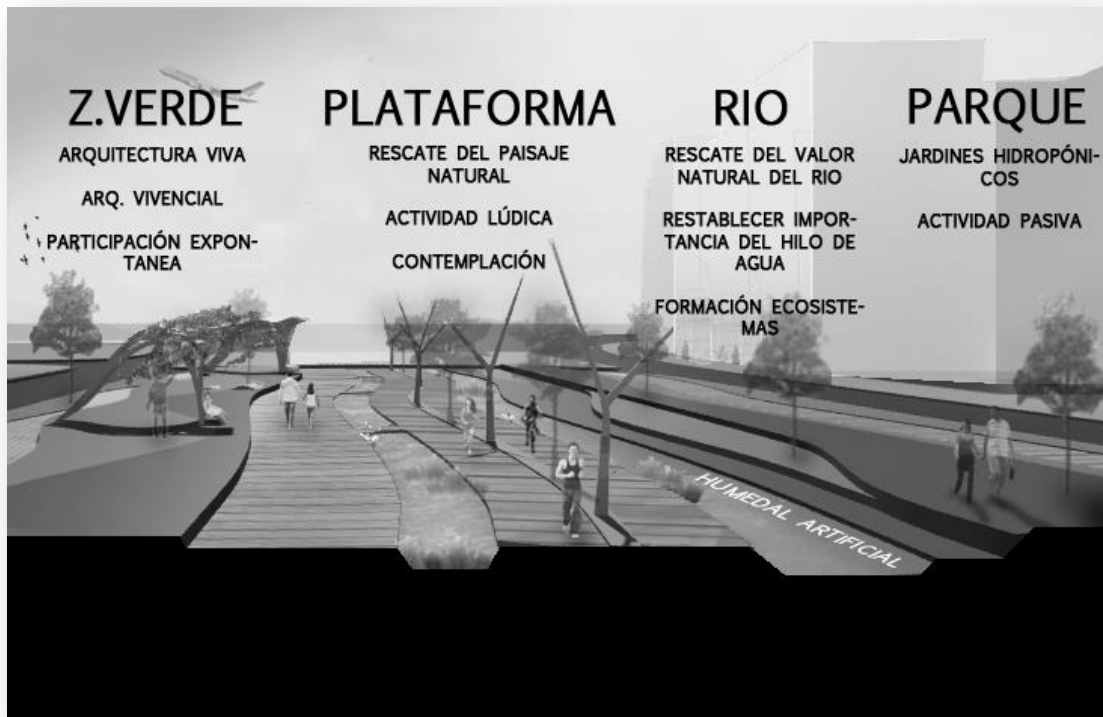 Z.VERDE
ARQUITECTURA VIVA
ARQ. VIVENCIAL
PARTICIPACIÓN EXPON-
TANEA
PLATAFORMA
RESCATE DEL PAISAJE
NATURAL
ACTIVIDAD LÚDICA
CONTEMPLACIÓN
RIO
RESCATE DEL VALOR
NATURAL DEL RIO
RESTABLECER IMPOR-
TANCIA DEL HILO DE
AGUA
FORMACIÓN ECOSISTE-
MAS
PARQUE
JARDINES HIDROPÓNI-
COS
ACTIVIDAD PASIVA
HUMEDAL ARTIFICIAL